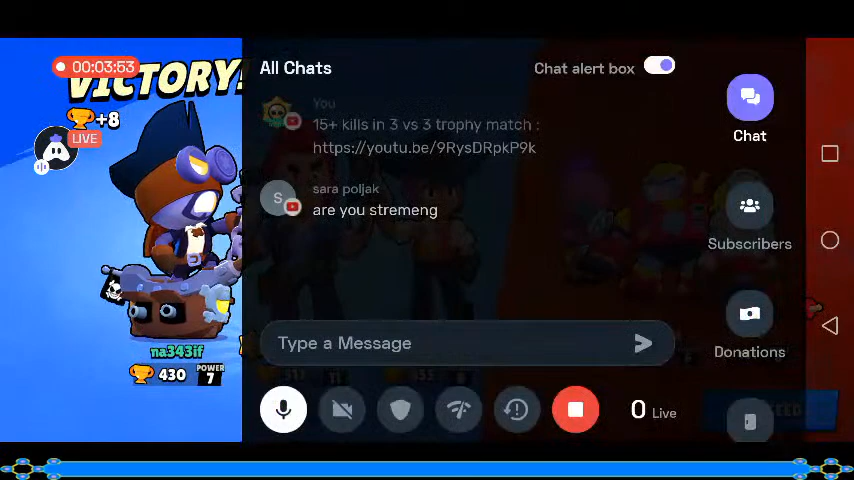 00:03:53
VICTORY!
+8
LIVE
na343if
430
POWER
7
All Chats
Chat alert box
You
15+ kills in 3 vs 3 trophy match :
https://youtu.be/9RysDRpkP9k
S
sara poljak
are you stremeng
Type a Message
0 Live
Chat
Subscribers
Donations